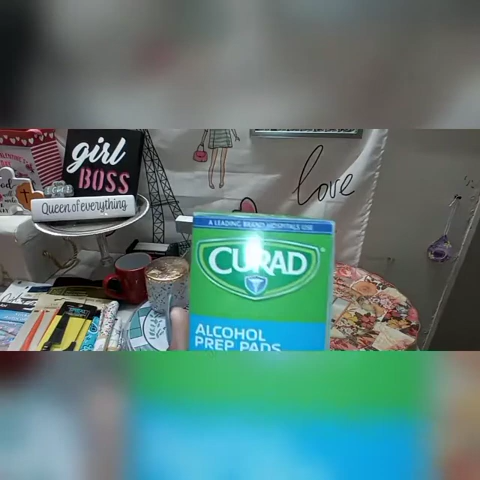 girl
BOSS
Queen of everything
love
A LEADING BRAND HOSPITALS USE
CURAD
ALCOHOL
PREP PADS